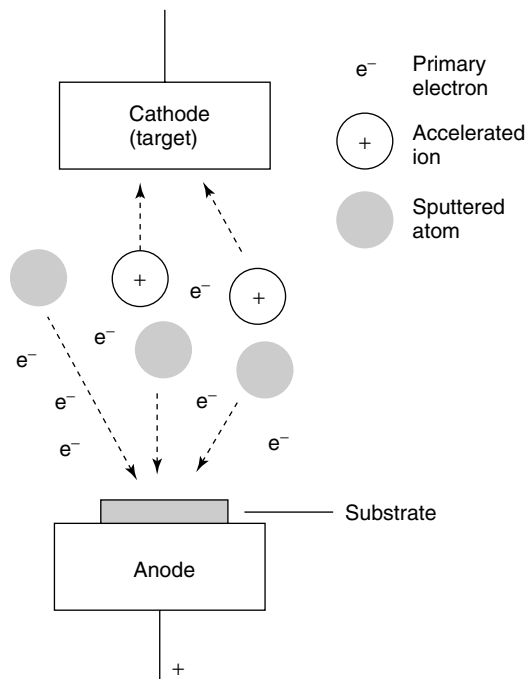 Cathode
(target)
e⁻ Primary
electron
+ Accelerated
ion
Sputtered
atom
+
e⁻
+
e⁻
e⁻
e⁻
e⁻
e⁻
e⁻
Substrate
Anode
+